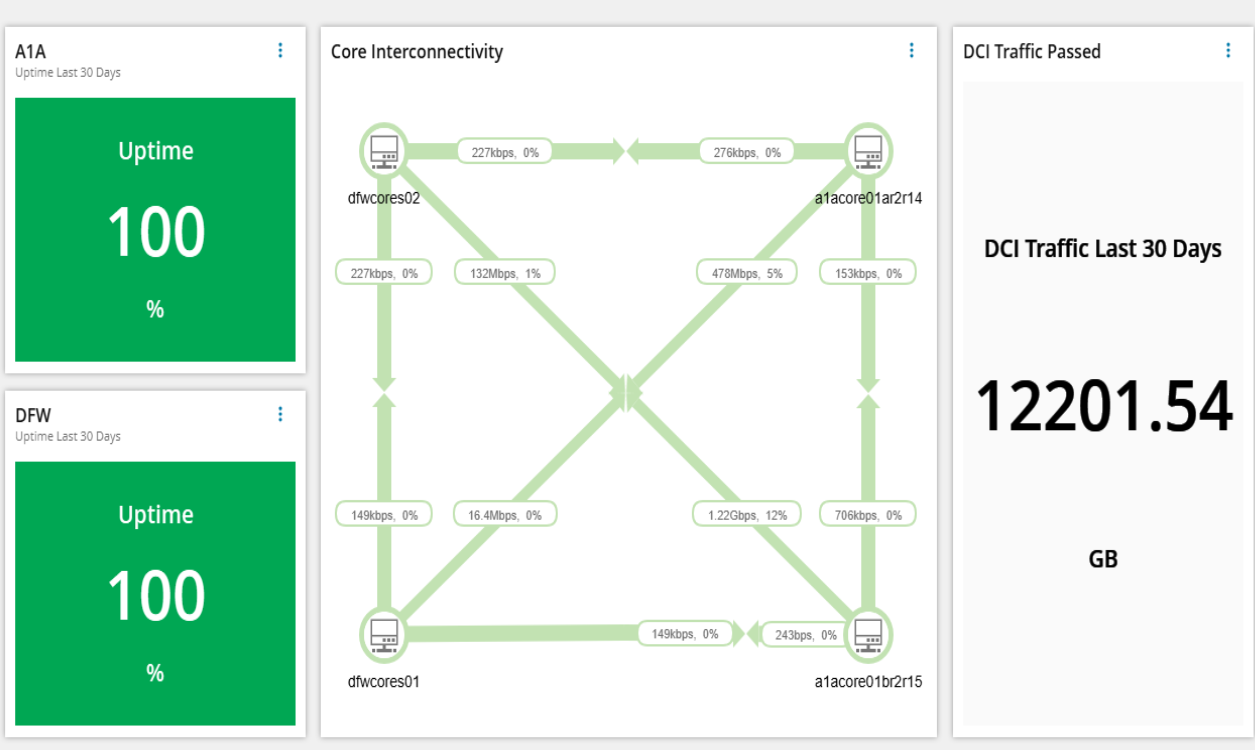 A1A
Uptime Last 30 Days
Uptime
100
%
DFW
Uptime Last 30 Days
Uptime
100
%
Core Interconnectivity
227kbps, 0%
276kbps, 0%
dfwcores02
a1acore01ar2r14
227kbps, 0%
132Mbps, 1%
478Mbps, 5%
153kbps, 0%
149kbps, 0%
16.4Mbps, 0%
1.22Gbps, 12%
706kbps, 0%
149kbps, 0%
243bps, 0%
dfwcores01
a1acore01br2r15
DCI Traffic Passed
DCI Traffic Last 30 Days
12201.54
GB